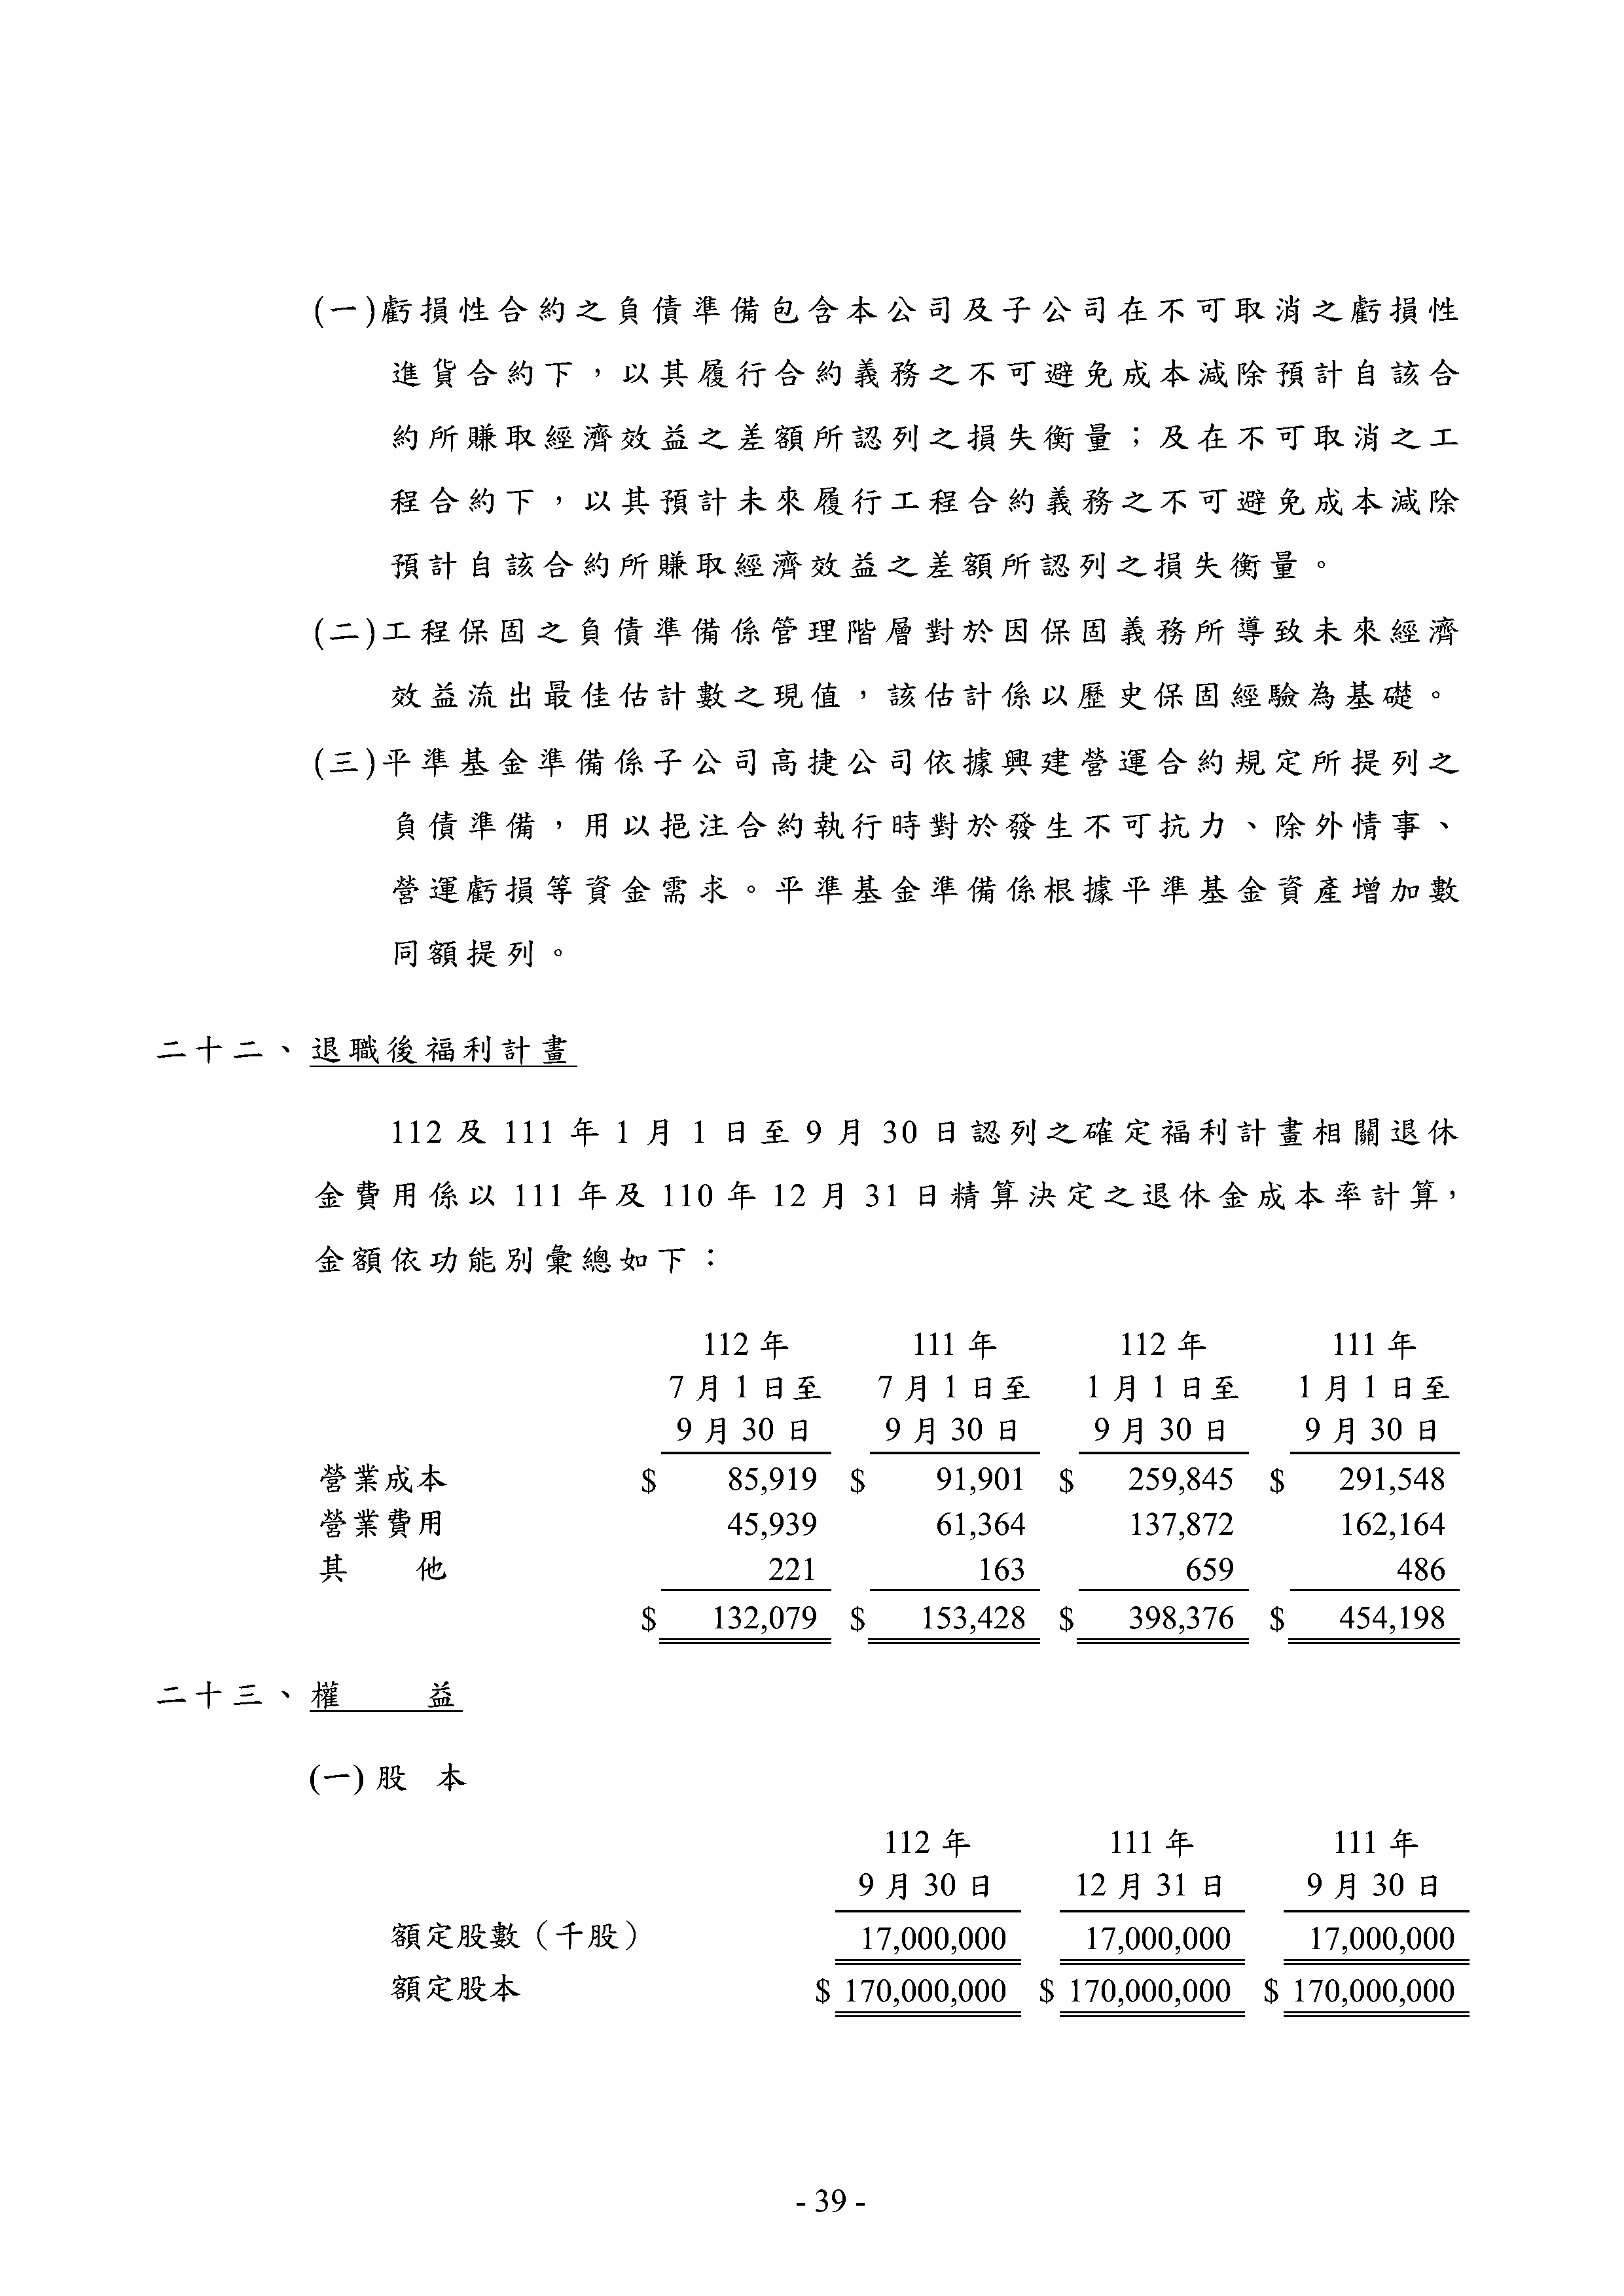 (一)虧損性合約之負債準備包含本公司及子公司在不可取消之虧損性
進貨合約下，以其履行合約義務之不可避免成本減除預計自該合
約所賺取經濟效益之差額所認列之損失衡量；及在不可取消之工
程合約下，以其預計未來履行工程合約義務之不可避免成本減除
預計自該合約所賺取經濟效益之差額所認列之損失衡量。
(二)工程保固之負債準備係管理階層對於因保固義務所導致未來經濟
效益流出最佳估計數之現值，該估計係以歷史保固經驗為基礎。
(三)平準基金準備係子公司高捷公司依據興建營運合約規定所提列之
負債準備，用以挹注合約執行時對於發生不可抗力、除外情事、
營運虧損等資金需求。平準基金準備係根據平準基金資產增加數
同額提列。
二十二、退職後福利計畫
112 及 111 年 1 月 1 日至 9 月 30 日認列之確定福利計畫相關退休
金費用係以 111 年及 110 年 12 月 31 日精算決定之退休金成本率計算，
金額依功能別彙總如下：
112 年 111 年 112 年 111 年
7 月 1 日至 7 月 1 日至 1 月 1 日至 1 月 1 日至
9 月 30 日 9 月 30 日 9 月 30 日 9 月 30 日
營業成本 $ 85,919 $ 91,901 $ 259,845 $ 291,548
營業費用 45,939 61,364 137,872 162,164
其 他 221 163 659 486
$ 132,079 $ 153,428 $ 398,376 $ 454,198
二十三、權 益
(一) 股 本
112 年 111 年 111 年
9 月 30 日 12 月 31 日 9 月 30 日
額定股數（千股） 17,000,000 17,000,000 17,000,000
額定股本 $ 170,000,000 $ 170,000,000 $ 170,000,000
- 39 -